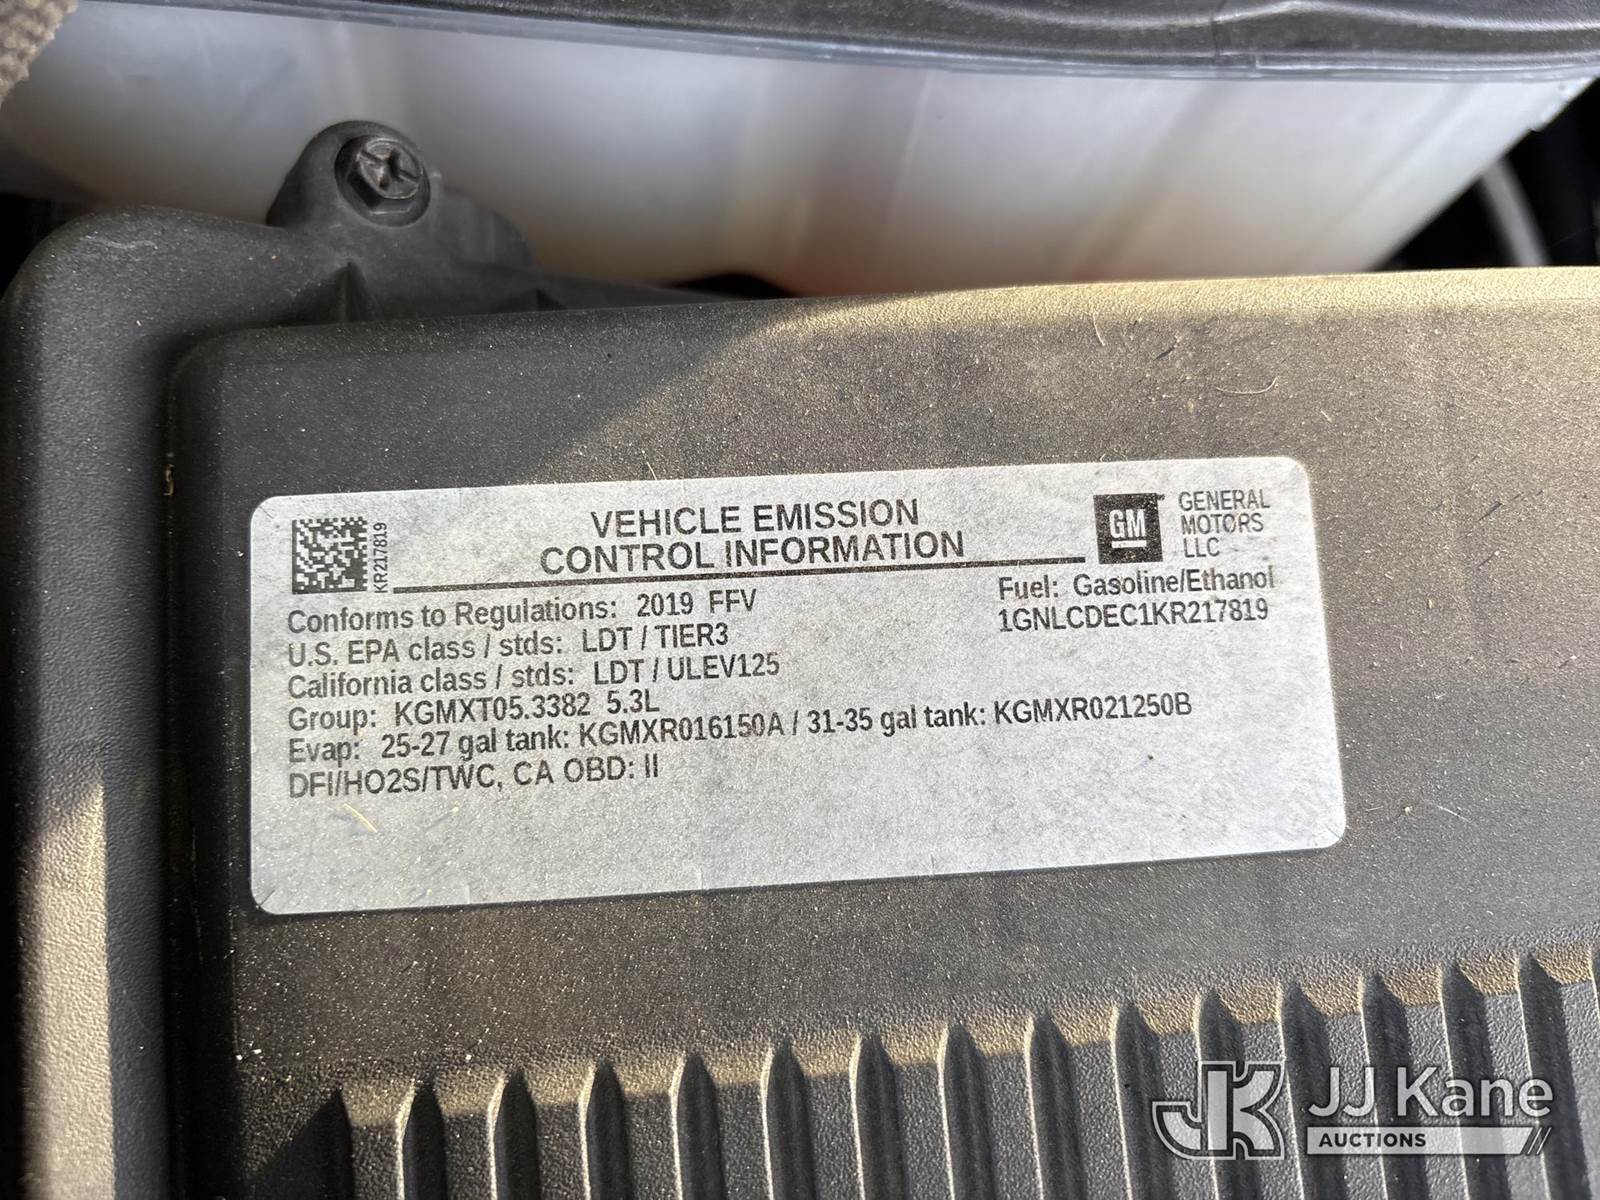 KR217819
VEHICLE EMISSION
CONTROL INFORMATION
GM
GENERAL
MOTORS
LLC
Conforms to Regulations: 2019 FFV
Fuel: Gasoline/Ethanol
U.S. EPA class / stds: LDT / TIER3
1GNLCDEC1KR217819
California class / stds: LDT / ULEV125
Group: KGMXT05.3382 5.3L
Evap: 25-27 gal tank: KGMXR016150A / 31-35 gal tank: KGMXR021250B
DFI/HO2S/TWC, CA OBD: II
JK
JJ Kane
AUCTIONS